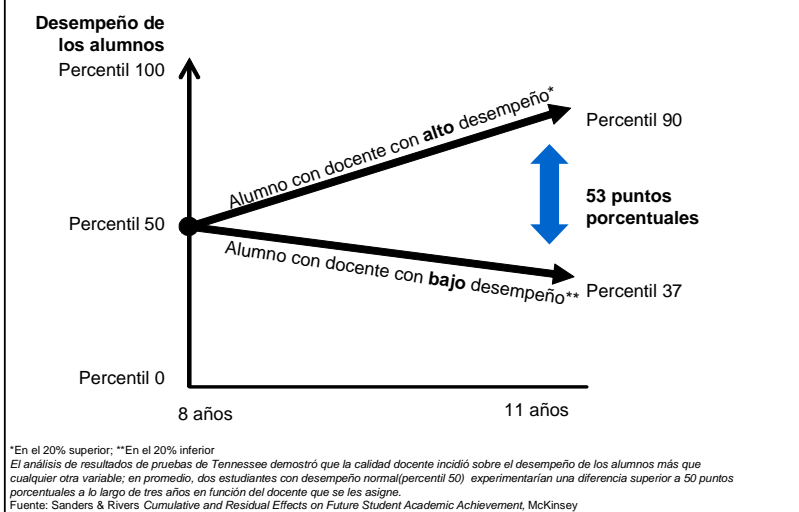 Desempeño de
los alumnos
Percentil 100
Alumno con docente con alto desempeño*
Percentil 90
53 puntos
porcentuales
Percentil 50
Alumno con docente con bajo desempeño**
Percentil 37
Percentil 0
8 años
11 años
*En el 20% superior; **En el 20% inferior
El análisis de resultados de pruebas de Tennessee demostró que la calidad docente incidió sobre el desempeño de los alumnos más que
cualquier otra variable; en promedio, dos estudiantes con desempeño normal(percentil 50) experimentarían una diferencia superior a 50 puntos
porcentuales a lo largo de tres años en función del docente que se les asigne.
Fuente: Sanders & Rivers Cumulative and Residual Effects on Future Student Academic Achievement, McKinsey